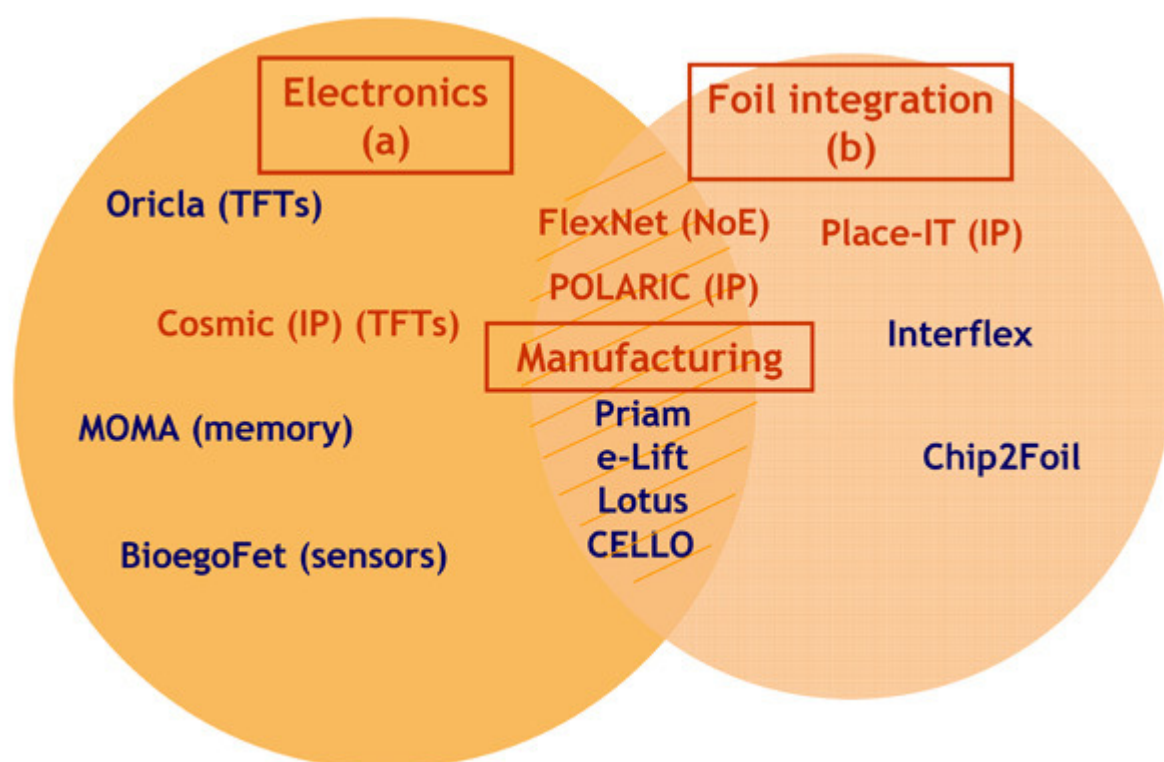 Electronics
(a)
Foil integration
(b)
Oricla (TFTs)
FlexNet (NoE)
Place-IT (IP)
POLARIC (IP)
Cosmic (IP) (TFTs)
Interflex
Manufacturing
MOMA (memory)
Priam
e-Lift
Lotus
CELLO
Chip2Foil
BioegoFet (sensors)